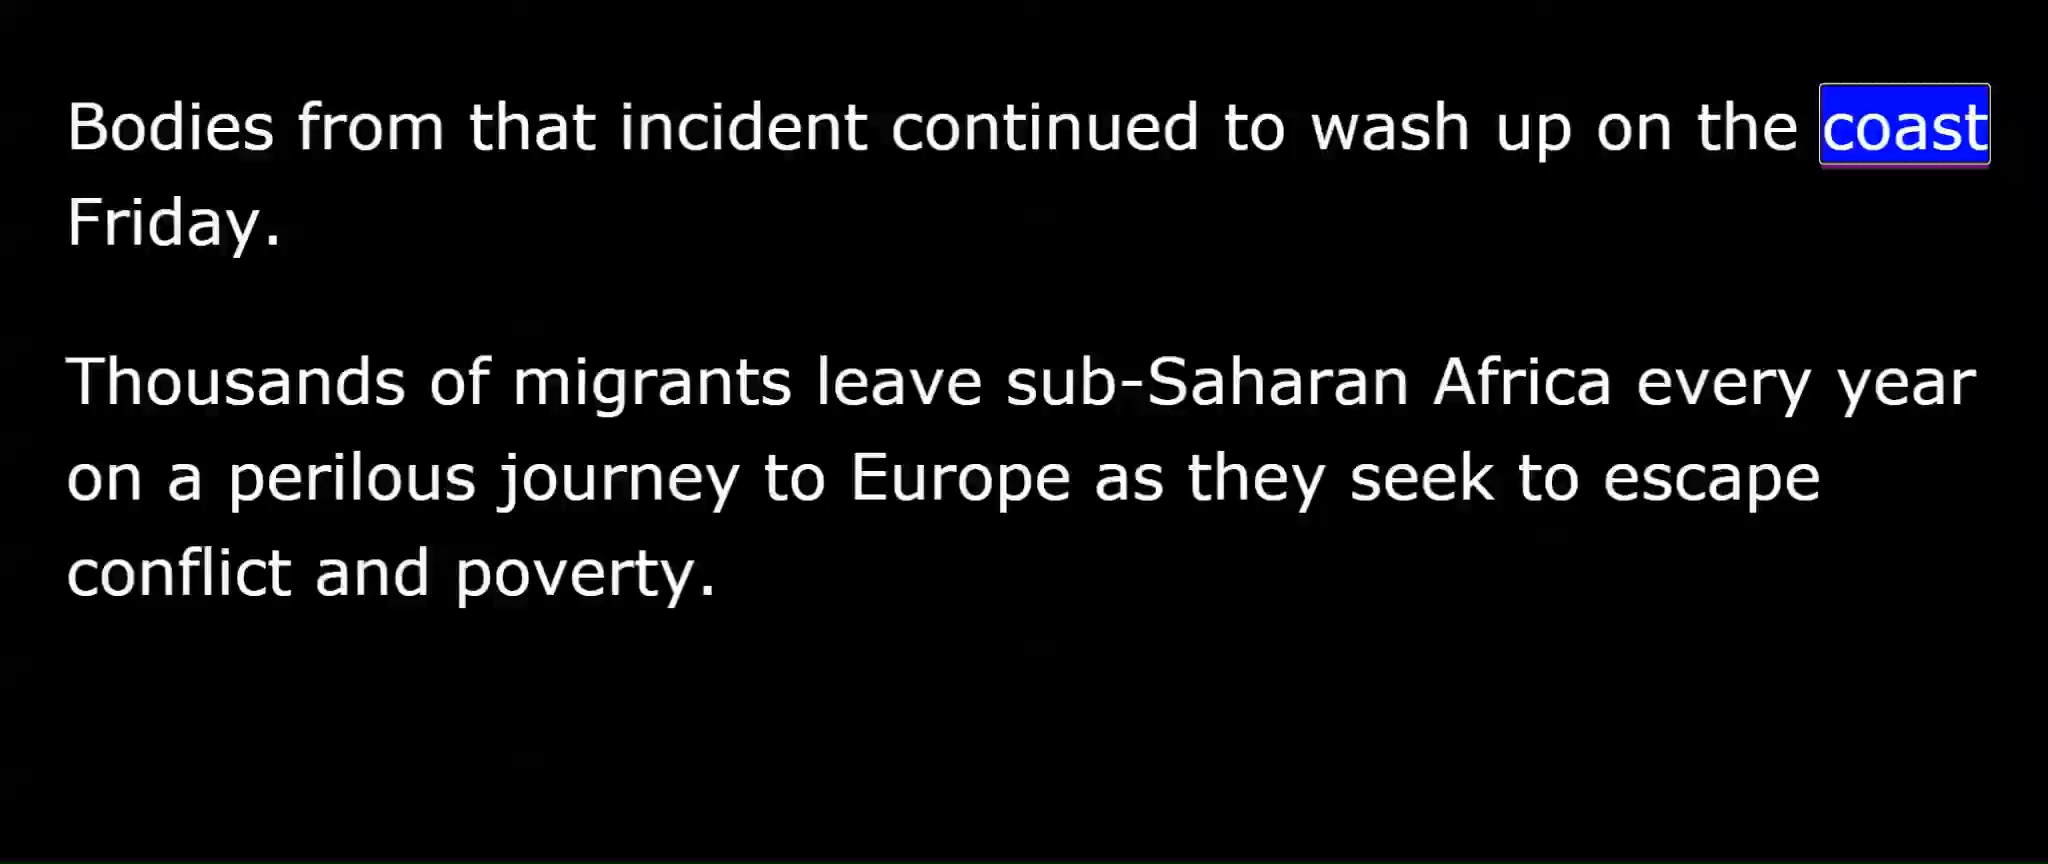 Bodies from that incident continued to wash up on the coast
Friday.
Thousands of migrants leave sub-Saharan Africa every year
on a perilous journey to Europe as they seek to escape
conflict and poverty.